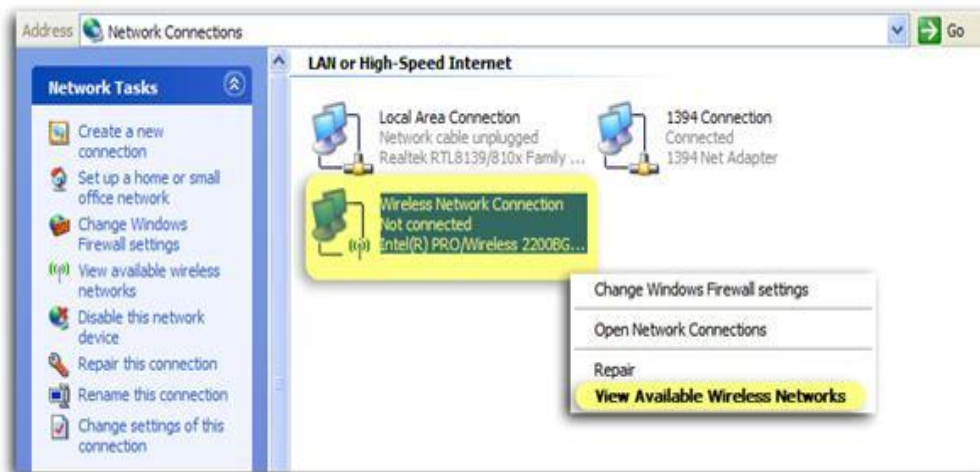 Address Network Connections Go
Network Tasks
Create a new
connection
Set up a home or small
office network
Change Windows
Firewall settings
View available wireless
networks
Disable this network
device
Repair this connection
Rename this connection
Change settings of this
connection
LAN or High-Speed Internet
Local Area Connection
Network cable unplugged
Realtek RTL8139/810x Family ...
1394 Connection
Connected
1394 Net Adapter
Wireless Network Connection
Not connected
Intel(R) PRO/Wireless 2200BG...
Change Windows Firewall settings
Open Network Connections
Repair
View Available Wireless Networks